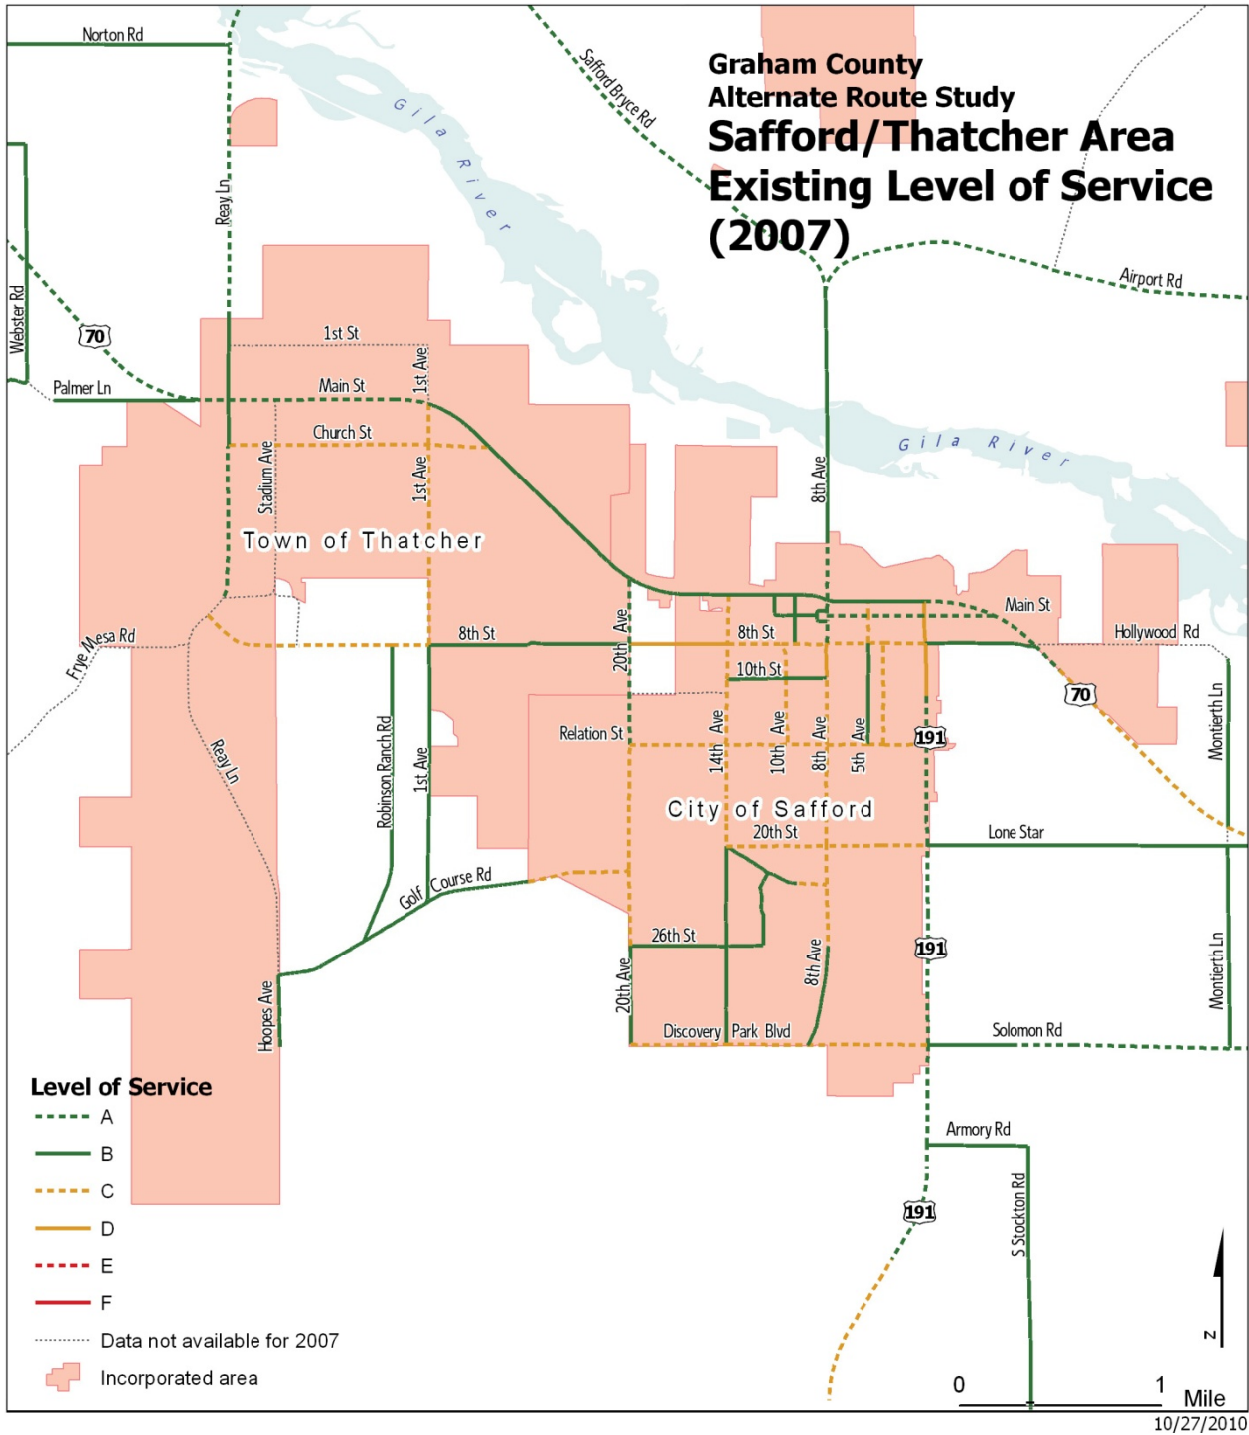 Norton Rd
Graham County
Alternate Route Study
Safford/Thatcher Area
Existing Level of Service
(2007)
Safford Bryce Rd
Gila River
Reay Ln
Airport Rd
Webster Rd
70
1st St
1st Ave
Palmer Ln
Main St
Church St
Gila River
Stadium Ave
1st Ave
8th Ave
Town of Thatcher
Main St
Frye Mesa Rd
8th St
20th Ave
8th St
Hollywood Rd
10th St
70
Montierth Ln
Relation St
14th Ave
10th Ave
8th Ave
5th Ave
191
Reay Ln
Robinson Ranch Rd
1st Ave
City of Safford
20th St
Lone Star
Golf Course Rd
26th St
191
20th Ave
8th Ave
Montierth Ln
Hoopes Ave
Discovery Park Blvd
Solomon Rd
Armory Rd
191
S Stockton Rd
Level of Service
A
B
C
D
E
F
Data not available for 2007
Incorporated area
z
0 1
Mile
10/27/2010